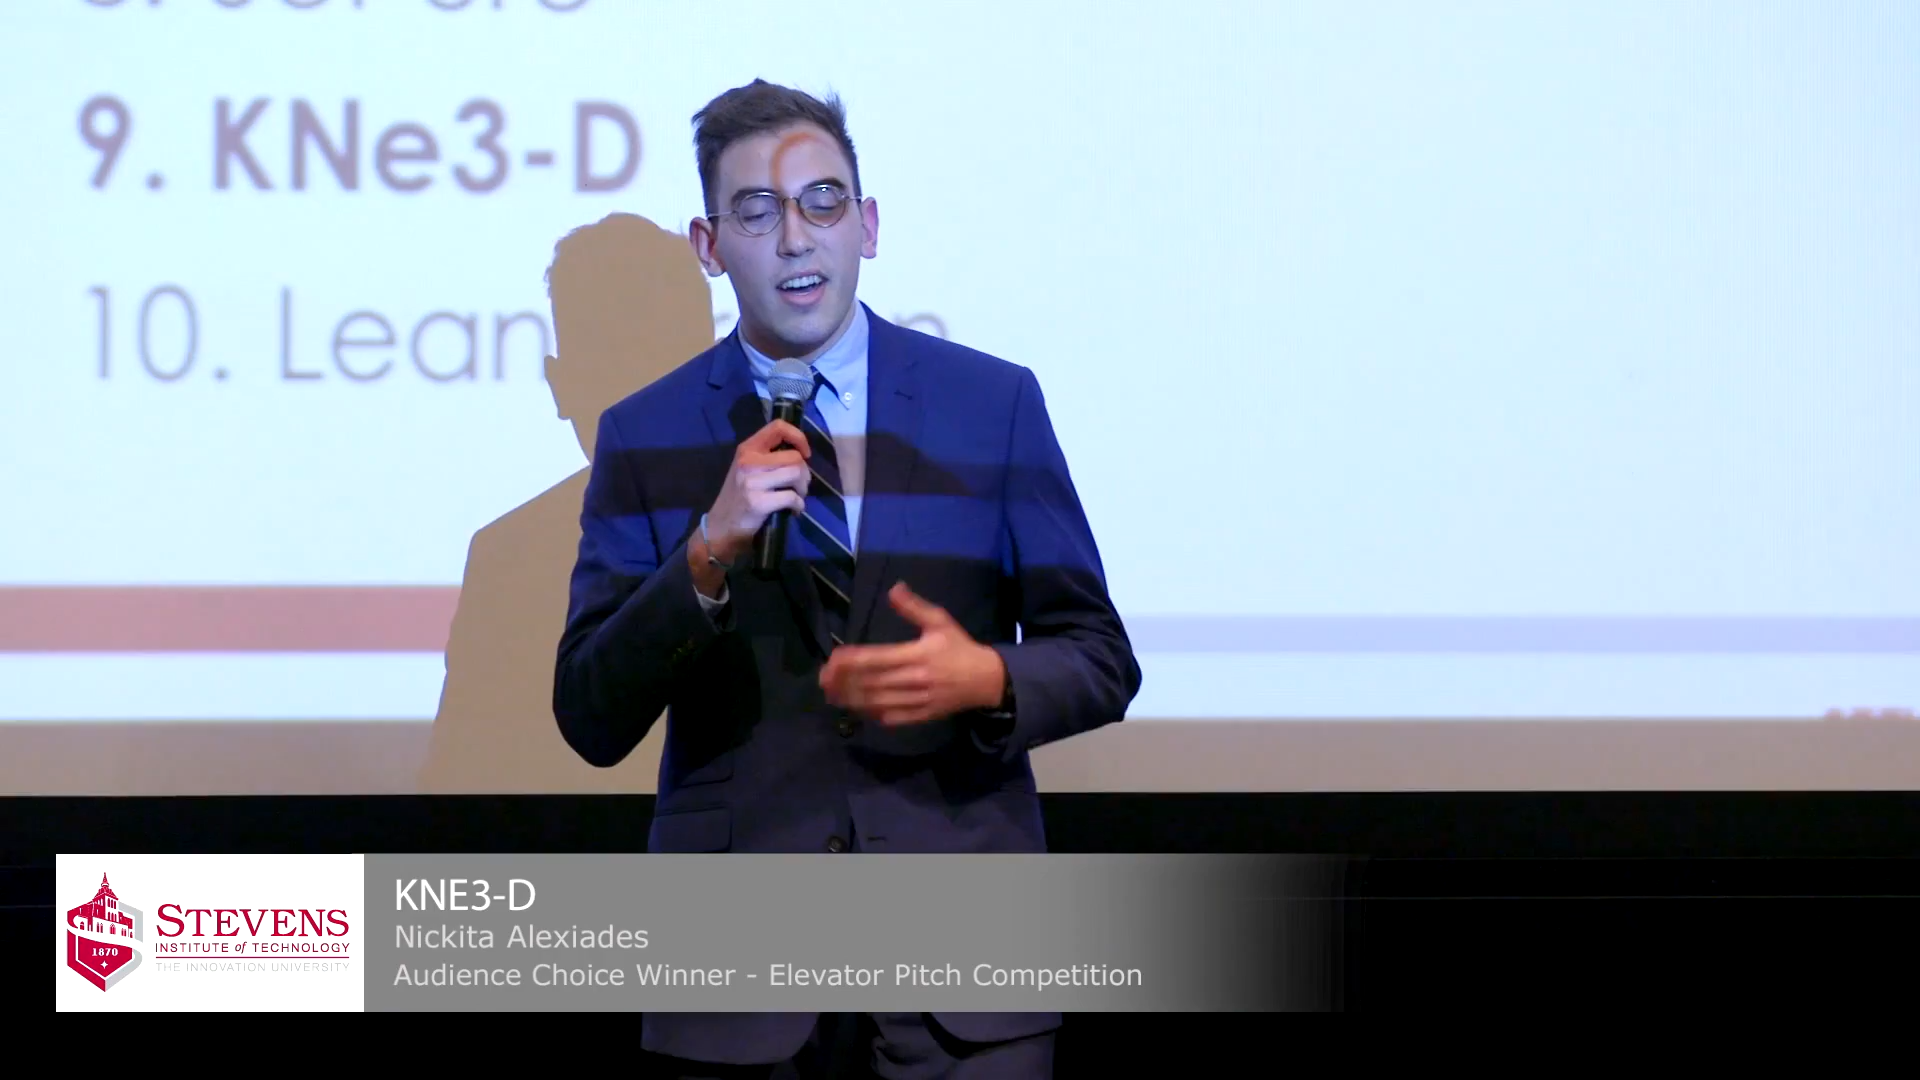 9. KNe3-D
10. Lean
STEVENS
INSTITUTE of TECHNOLOGY
THE INNOVATION UNIVERSITY
1870
KNE3-D
Nickita Alexiades
Audience Choice Winner - Elevator Pitch Competition